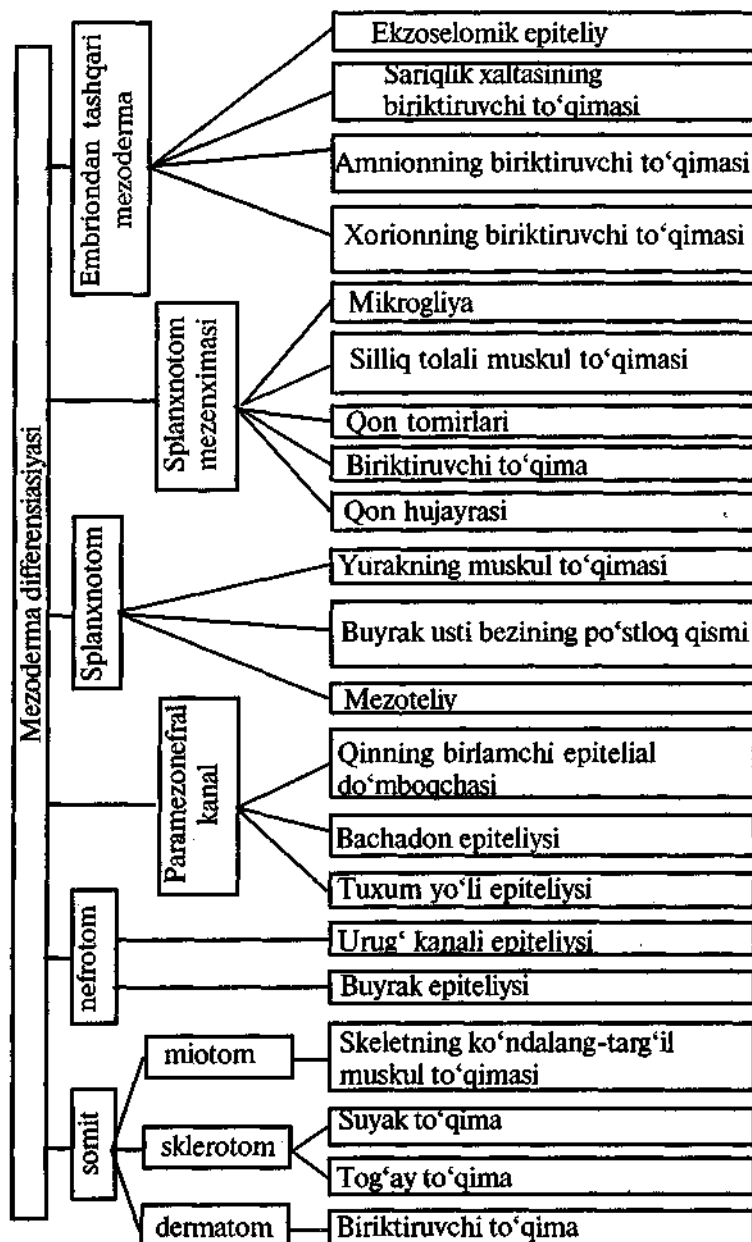 Mezoderma differensiasiyasi
Embriondan tashqari
mezoderma
Ekzoselomik epiteliy
Sariqlik xaltasining
biriktiruvchi to‘qimasi
Amnionning biriktiruvchi to‘qimasi
Xorionning biriktiruvchi to‘qimasi
Splanxnotom
mezenximasi
Mikrogliya
Silliq tolali muskul to‘qimasi
Qon tomirlari
Biriktiruvchi to‘qima
Qon hujayrasi
Splanxnotom
Yurakning muskul to‘qimasi
Buyrak usti bezining po‘stloq qismi
Mezoteliy
Paramezonefral
kanal
Qinning birlamchi epitelial
do‘mboqchasi
Bachadon epiteliysi
Tuxum yo‘li epiteliysi
nefrotom
Urug‘ kanali epiteliysi
Buyrak epiteliysi
somit
miotom
Skeletning ko‘ndalang-targ‘il
muskul to‘qimasi
sklerotom
Suyak to‘qima
Tog‘ay to‘qima
dermatom
Biriktiruvchi to‘qima